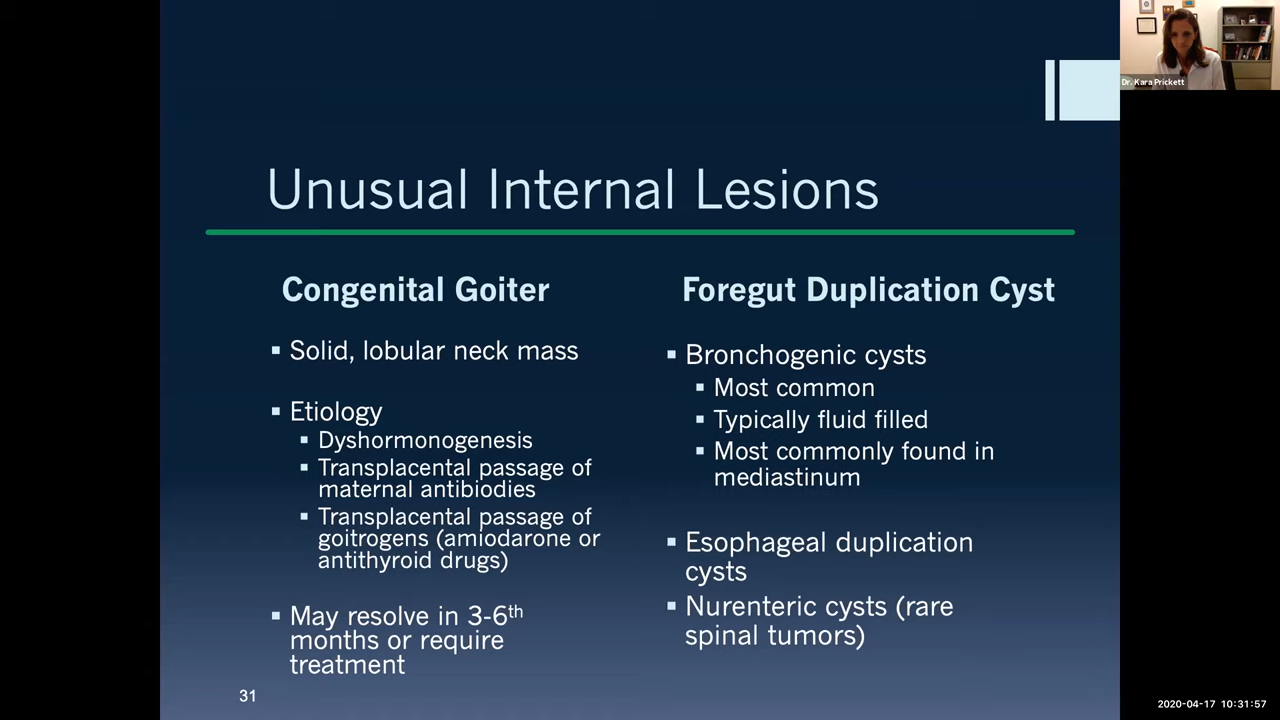 Dr. Kara Prickett
Unusual Internal Lesions
Congenital Goiter
▪ Solid, lobular neck mass
▪ Etiology
▪ Dyshormonogenesis
▪ Transplacental passage of
maternal antibiodies
▪ Transplacental passage of
goitrogens (amiodarone or
antithyroid drugs)
▪ May resolve in 3-6th
months or require
treatment
Foregut Duplication Cyst
▪ Bronchogenic cysts
▪ Most common
▪ Typically fluid filled
▪ Most commonly found in
mediastinum
▪ Esophageal duplication
cysts
▪ Nurenteric cysts (rare
spinal tumors)
31
2020-04-17 10:31:57